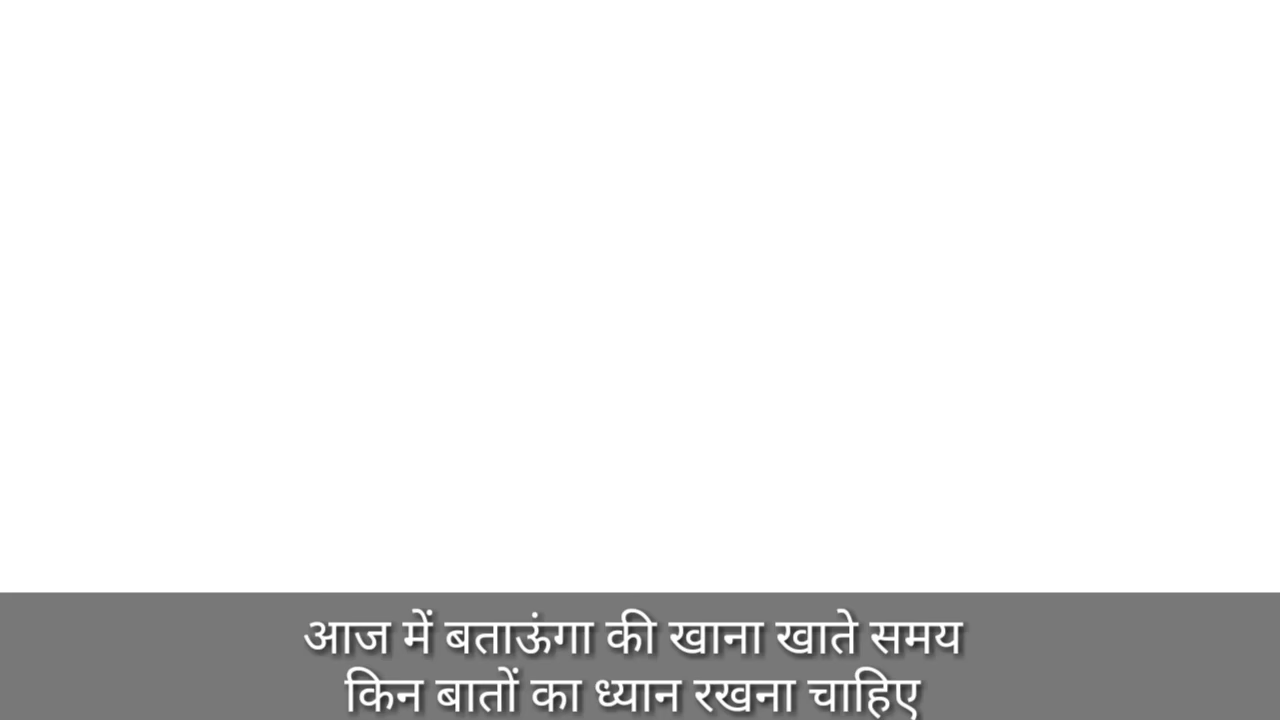 आज में बताऊंगा की खाना खाते समय
किन बातों का ध्यान रखना चाहिए